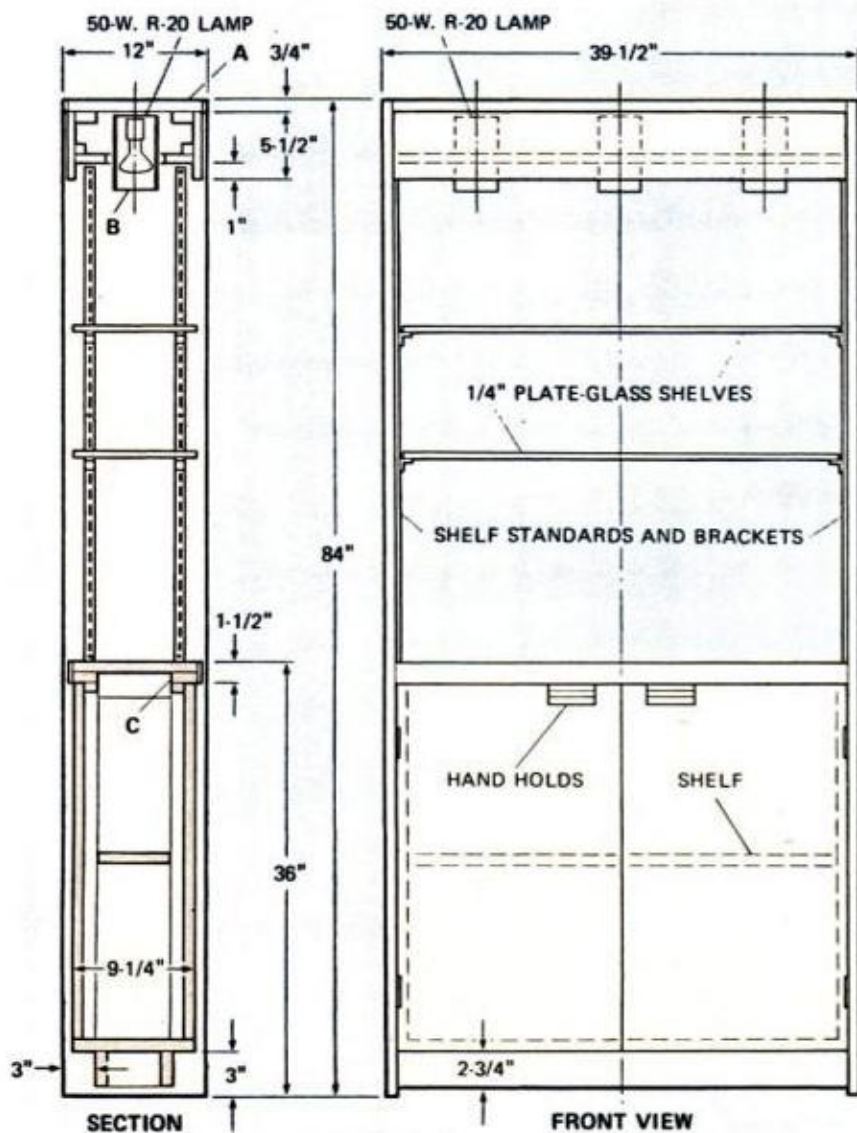 50-W. R-20 LAMP
12"
A
3/4"
5-1/2"
B
1"
1-1/2"
C
84"
36"
9-1/4"
3"
3"
SECTION
39-1/2"
50-W.
R-20 LAMP
1/4" PLATE-GLASS SHELVES
SHELF STANDARDS AND BRACKETS
HAND HOLDS
SHELF
2-3/4"
FRONT VIEW